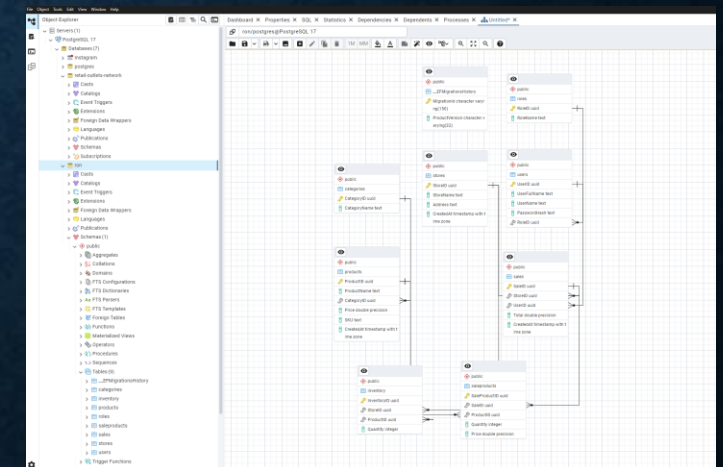 File Object Tools Edit View Window Help
Object Explorer
Dashboard × Properties × SQL × Statistics × Dependencies × Dependents × Processes × Untitled* ×
ron/postgres@PostgreSQL 17
Servers (1)
PostgreSQL 17
Databases (7)
instagram
postgres
retail-outlets-network
Casts
Catalogs
Event Triggers
Extensions
Foreign Data Wrappers
Languages
Publications
Schemas
Subscriptions
ron
Casts
Catalogs
Event Triggers
Extensions
Foreign Data Wrappers
Languages
Publications
Schemas (1)
public
Aggregates
Collations
Domains
FTS Configurations
FTS Dictionaries
FTS Parsers
FTS Templates
Foreign Tables
Functions
Materialized Views
Operators
Procedures
Sequences
Tables
__EFMigrationsHistory
categories
inventory
products
roles
saleproducts
sales
stores
users
Trigger Functions
public
__EFMigrationsHistory
MigrationId character vary
ing(150)
ProductVersion character v
arying(32)
public
roles
RoleID uuid
RoleName text
public
categories
CategoryID uuid
CategoryName text
public
stores
StoreID uuid
StoreName text
Address text
CreatedAt timestamp with t
ime zone
public
users
UserID uuid
UserFullName text
UserName text
PasswordHash text
RoleID uuid
public
products
ProductID uuid
ProductName text
CategoryID uuid
Price double precision
SKU text
CreatedAt timestamp with t
ime zone
public
sales
SaleID uuid
StoreID uuid
UserID uuid
Total double precision
CreatedAt timestamp with t
ime zone
public
inventory
InventoryID uuid
StoreID uuid
ProductID uuid
Quantity integer
public
saleproducts
SaleProductID uuid
SaleID uuid
ProductID uuid
Quantity integer
Price double precision